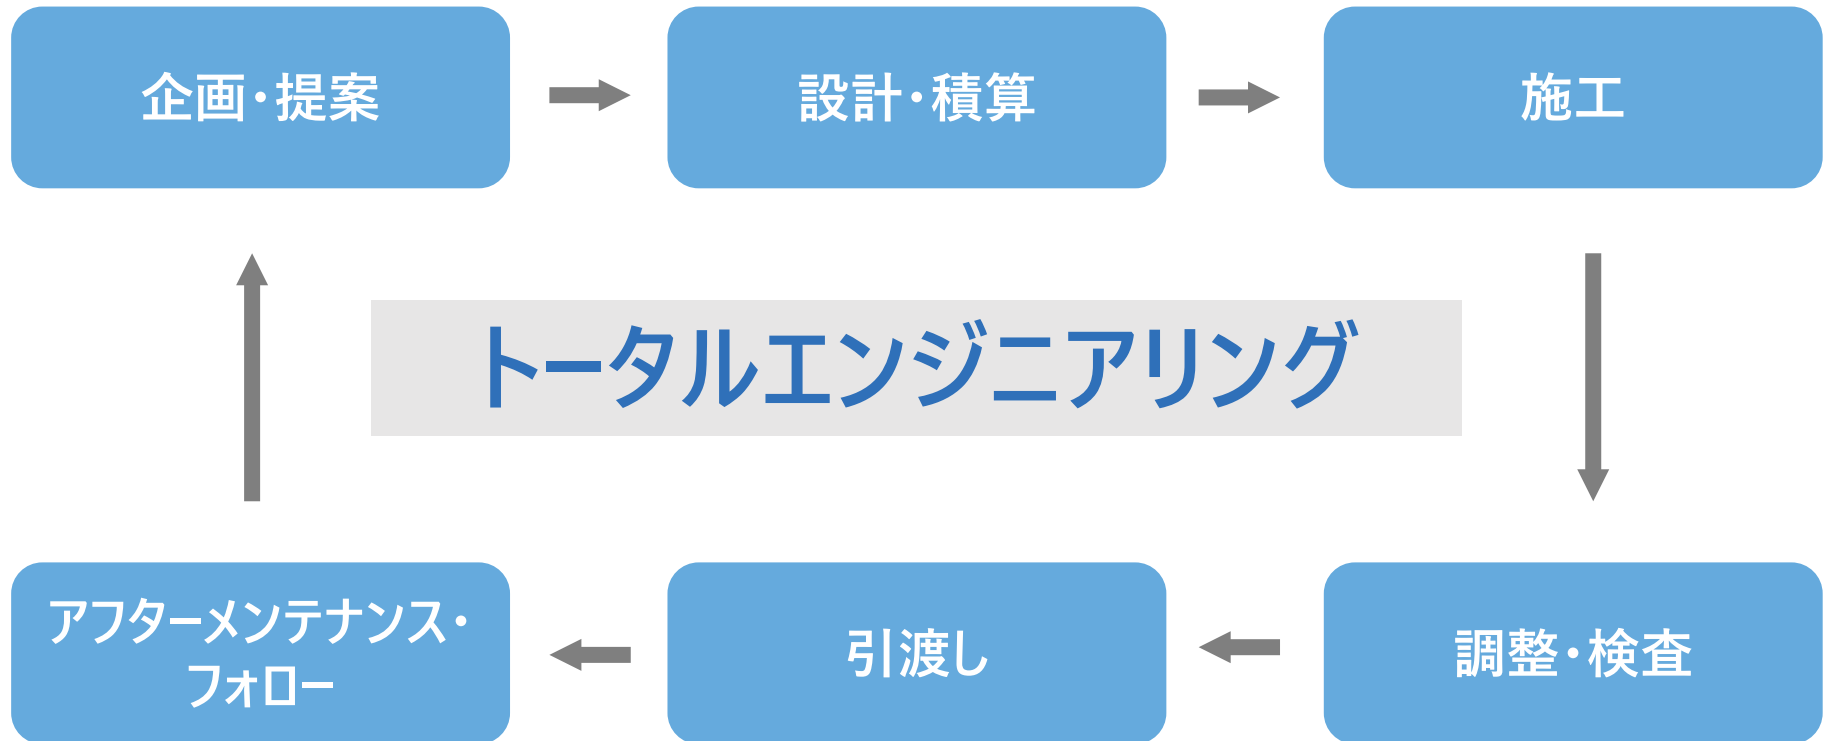 企画・提案
設計・積算
施工
トータルエンジニアリング
アフターメンテナンス・
フォロー
引渡し
調整・検査